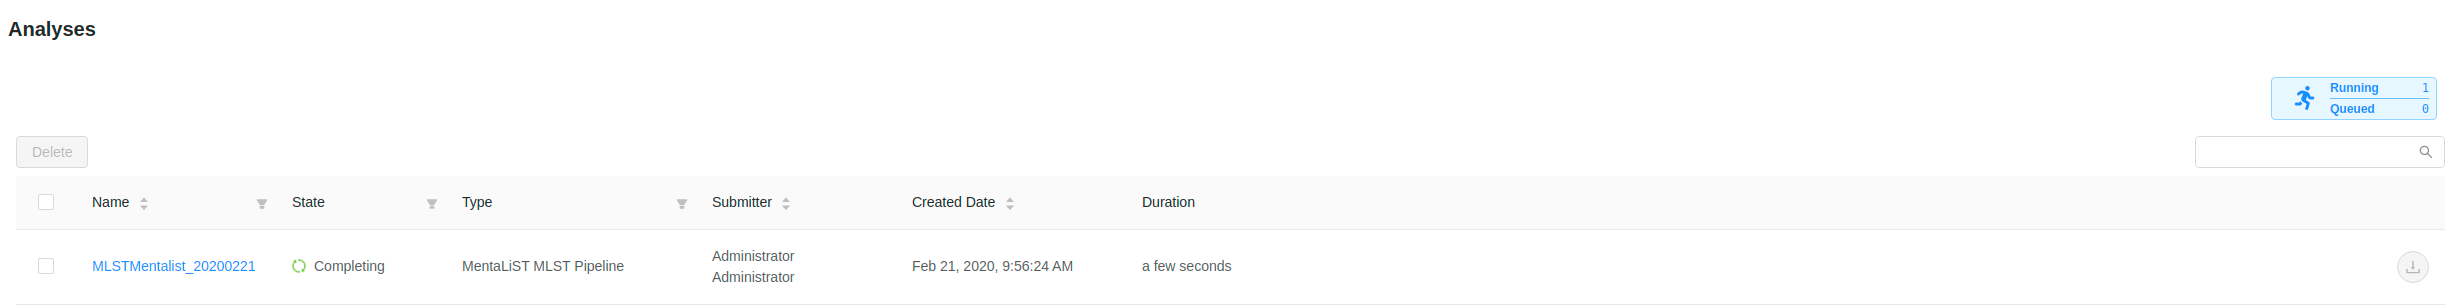 Analyses
Running 1
Queued 0
Delete
Name State Type Submitter Created Date Duration
MLSTMentalist_20200221 Completing MentaLiST MLST Pipeline Administrator Administrator Feb 21, 2020, 9:56:24 AM a few seconds